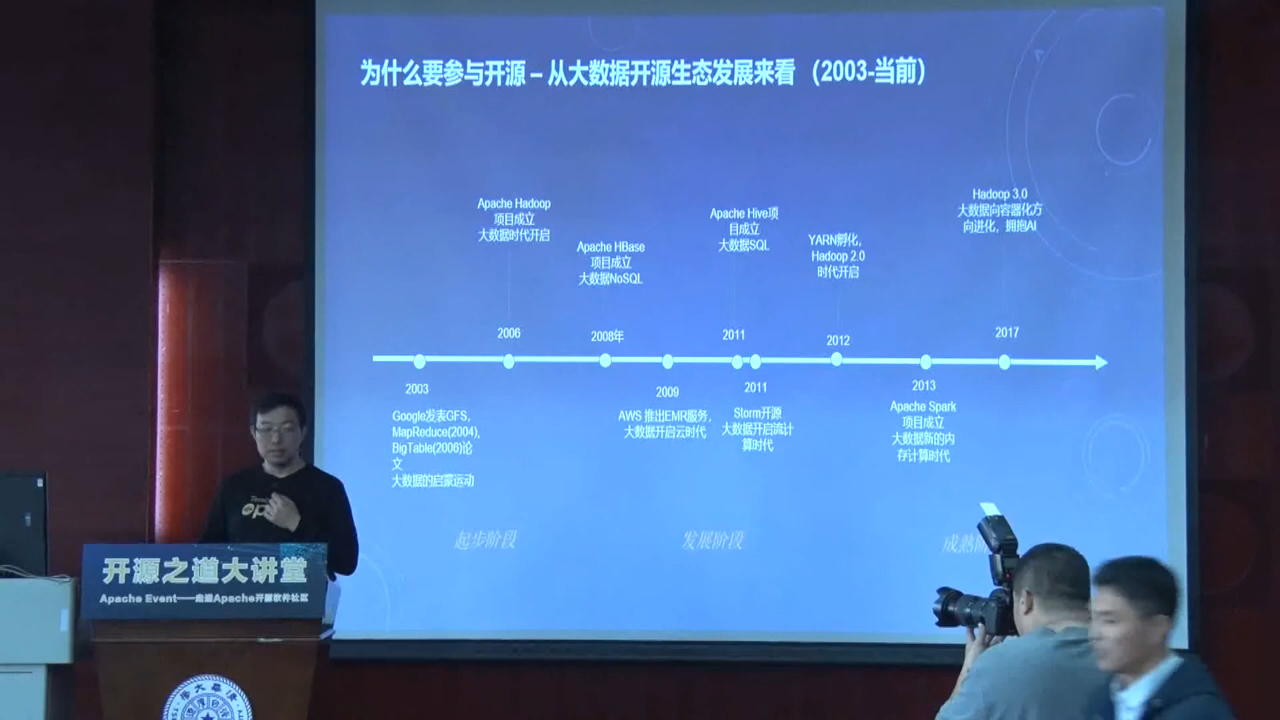 为什么要参与开源 – 从大数据开源生态发展来看 （2003-当前）
Apache Hadoop
项目成立
大数据时代开启
Apache HBase
项目成立
大数据NoSQL
Apache Hive项
目成立
大数据SQL
YARN孵化，
Hadoop 2.0
时代开启
Hadoop 3.0
大数据向容器化方
向进化，拥抱AI
2006
2008年
2011
2012
2017
2003
Google发表GFS，
MapReduce(2004),
BigTable(2006)论
文
大数据的启蒙运动
2009
AWS 推出EMR服务，
大数据开启云时代
2011
Storm开源
大数据开启流计
算时代
2013
Apache Spark
项目成立
大数据新的内
存计算时代
起步阶段
发展阶段
成熟
开源之道大讲堂
Apache Event——走进Apache开源软件社区